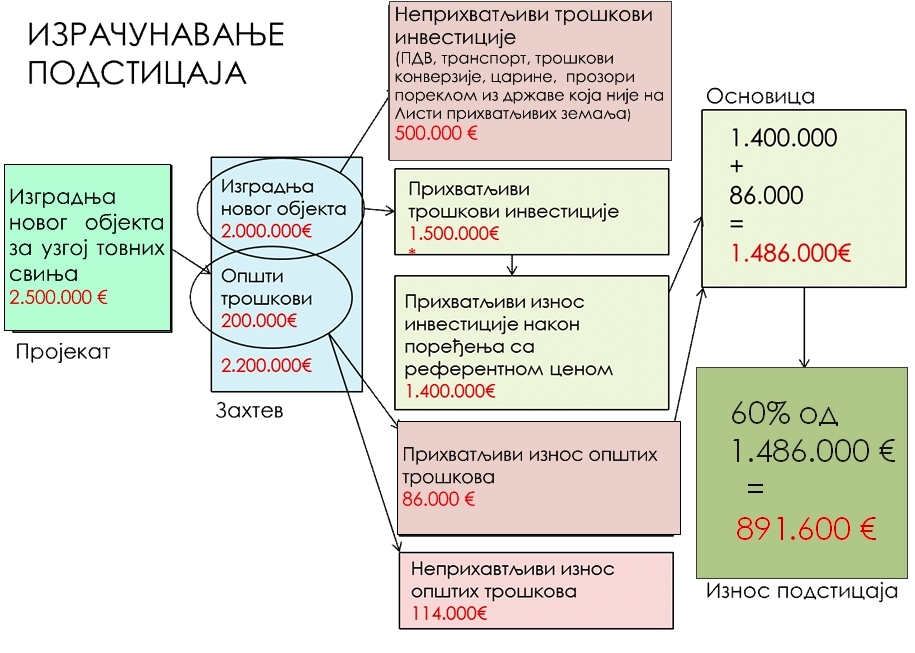 ИЗРАЧУНАВАЊЕ
ПОДСТИЦАЈА
Изградња
новог објекта
за узгој товних
свиња
2.500.000 €
Пројекат
Изградња
новог објекта
2.000.000€
Општи
трошкови
200.000€
2.200.000€
Захтев
Неприхватљиви трошкови
инвестиције
(ПДВ, транспорт, трошкови
конверзије, царине, прозори
пореклом из државе која није на
Листи прихватљивих земаља)
500.000 €
Прихватљиви
трошкови инвестиције
1.500.000€
*
Прихватљиви износ
инвестиције након
поређења са
референтном ценом
1.400.000€
Прихватљиви износ општих
трошкова
86.000 €
Неприхавтљиви износ
општих трошкова
114.000€
Основица
1.400.000
+
86.000
=
1.486.000€
60% од
1.486.000 €
=
891.600 €
Износ подстицаја